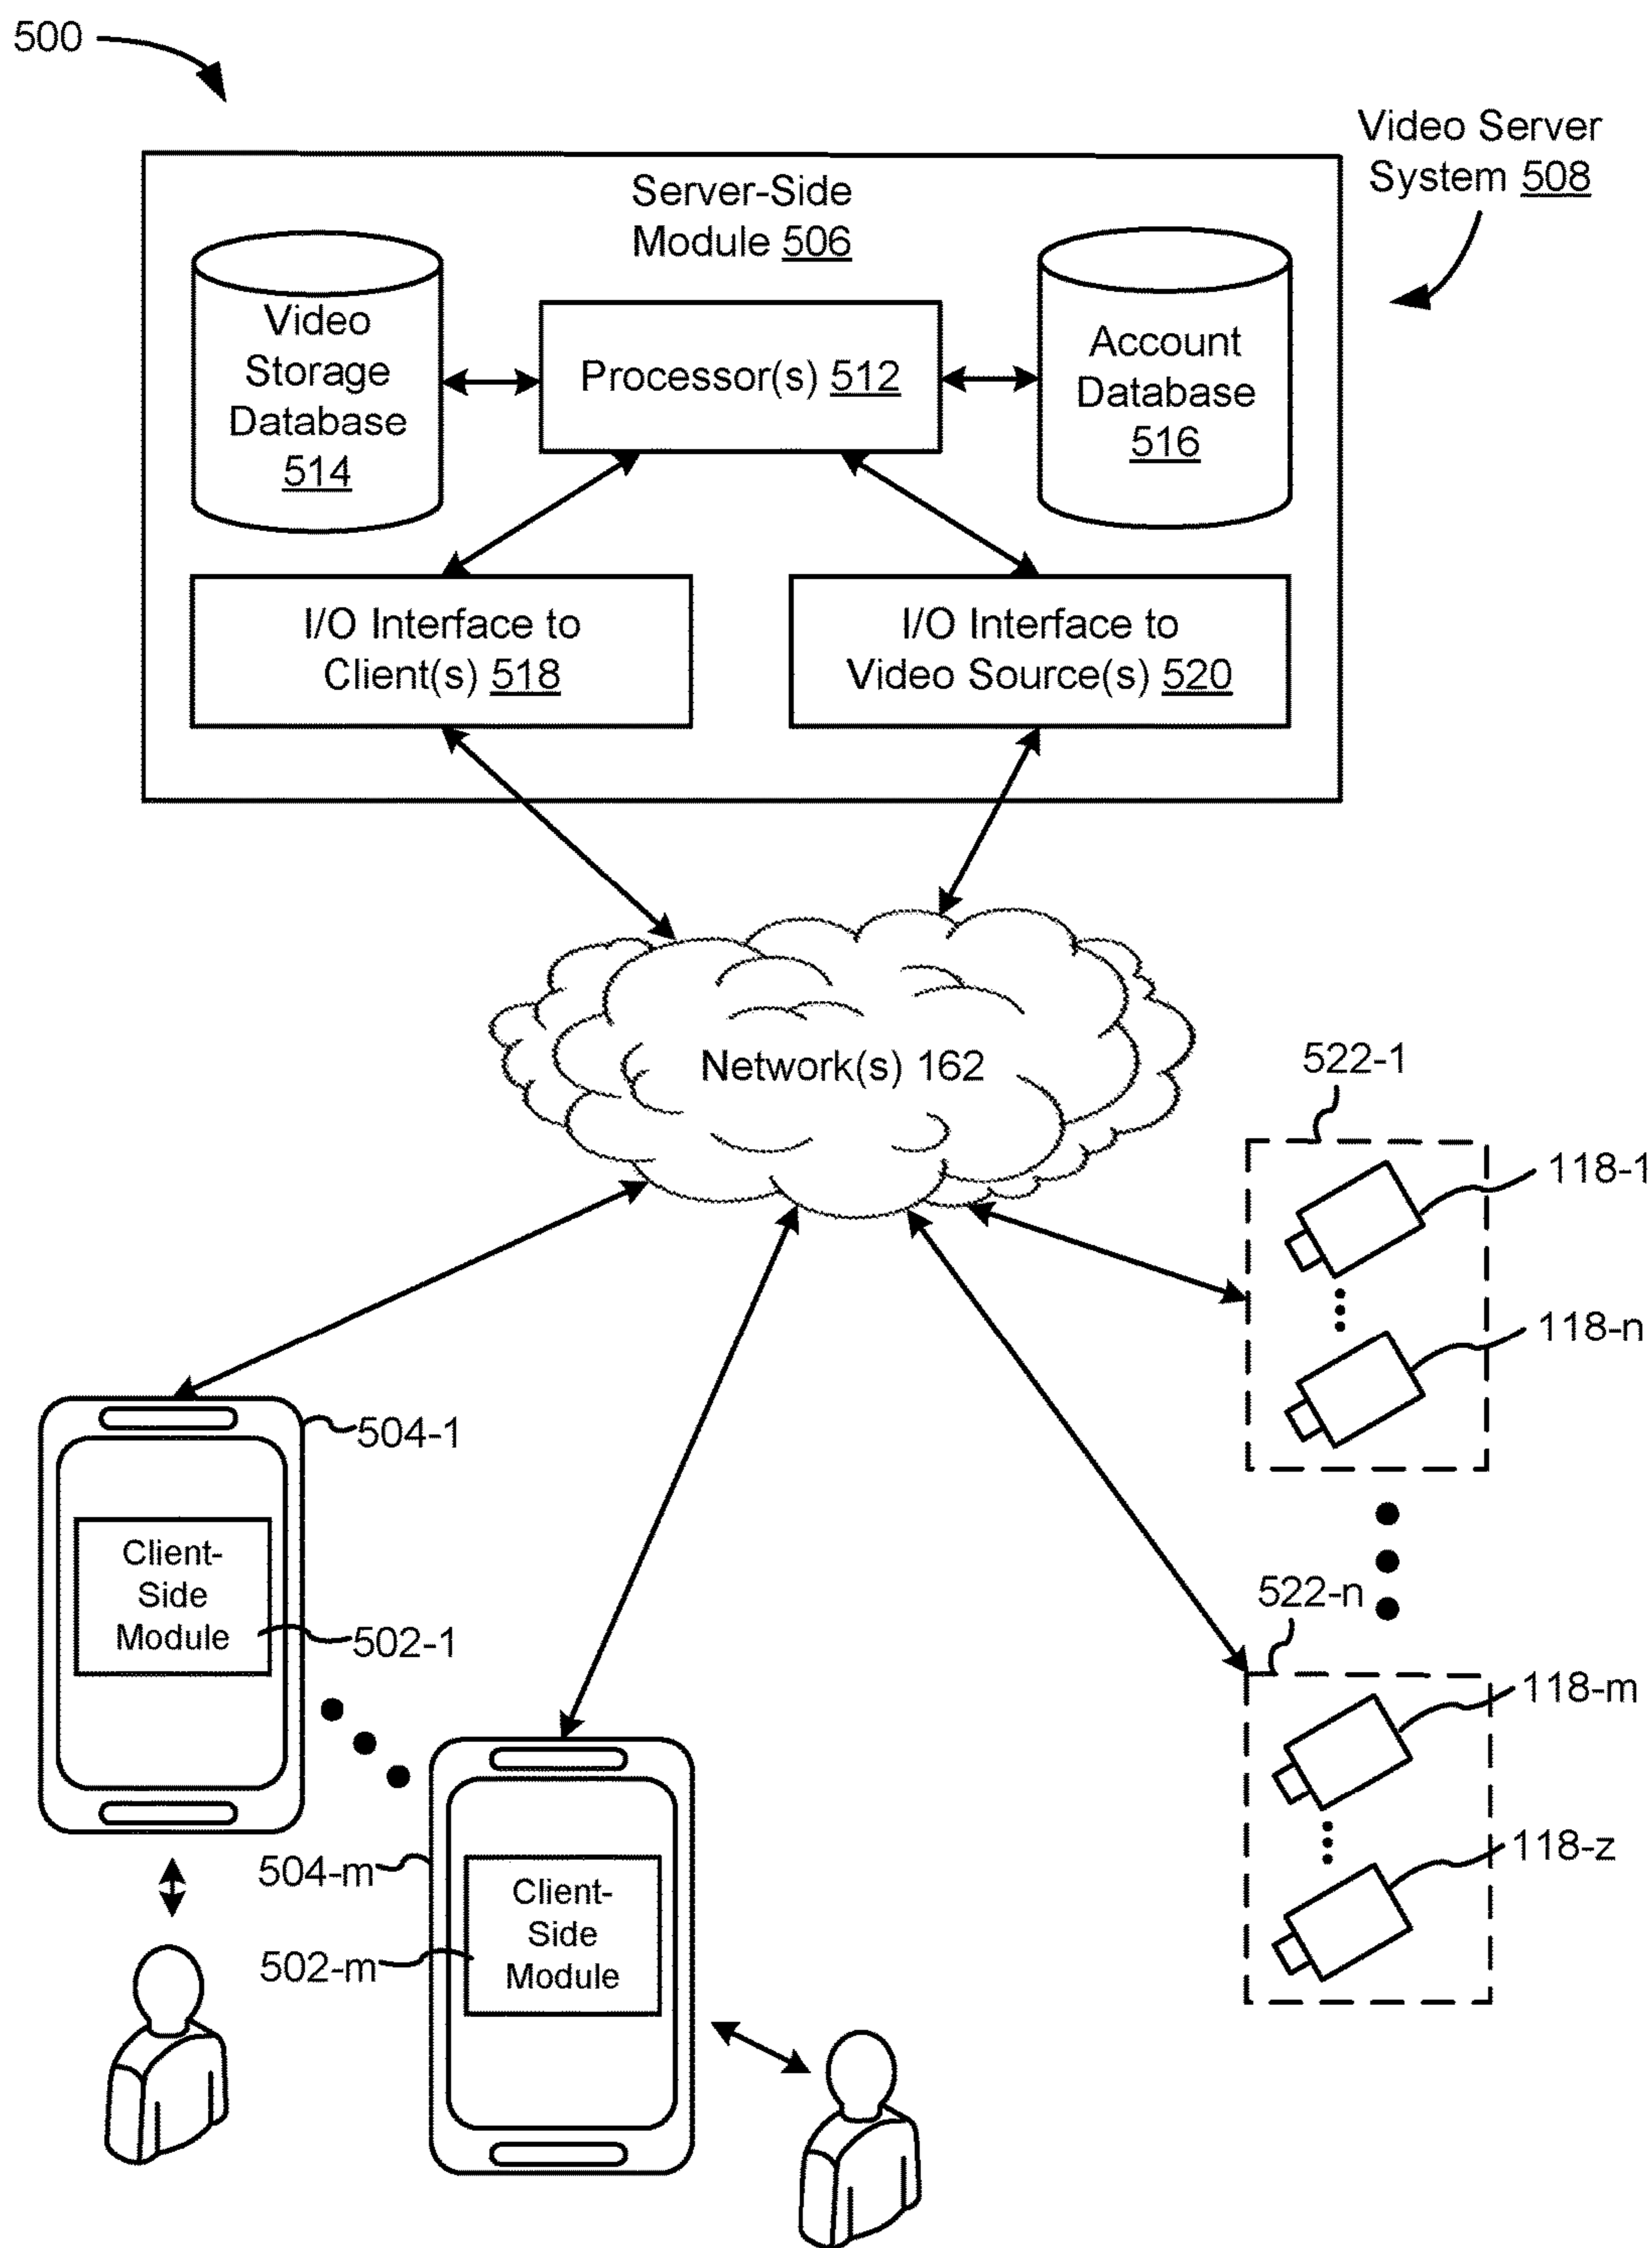 500
Video Server
System 508
Server-Side
Module 506
Video
Storage
Database
514
Processor(s) 512
Account
Database
516
I/O Interface to
Client(s) 518
I/O Interface to
Video Source(s) 520
Network(s) 162
522-1
118-1
118-n
504-1
Client-
Side
Module
502-1
522-n
118-m
118-z
504-m
Client-
Side
Module
502-m